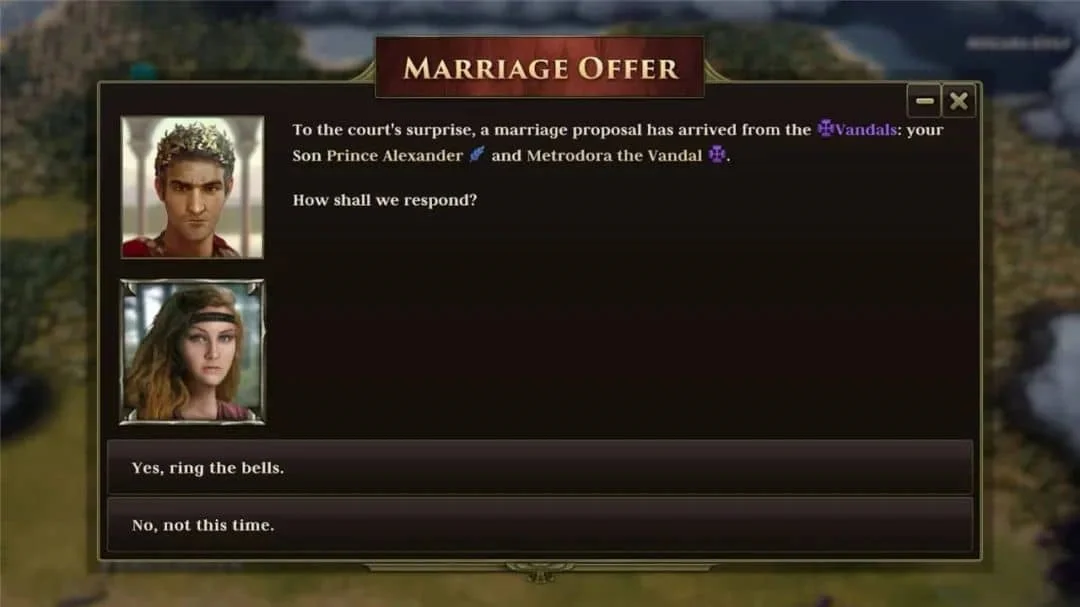 MARRIAGE OFFER
To the court's surprise, a marriage proposal has arrived from the Vandals: your
Son Prince Alexander and Metrodora the Vandal.
How shall we respond?
Yes, ring the bells.
No, not this time.